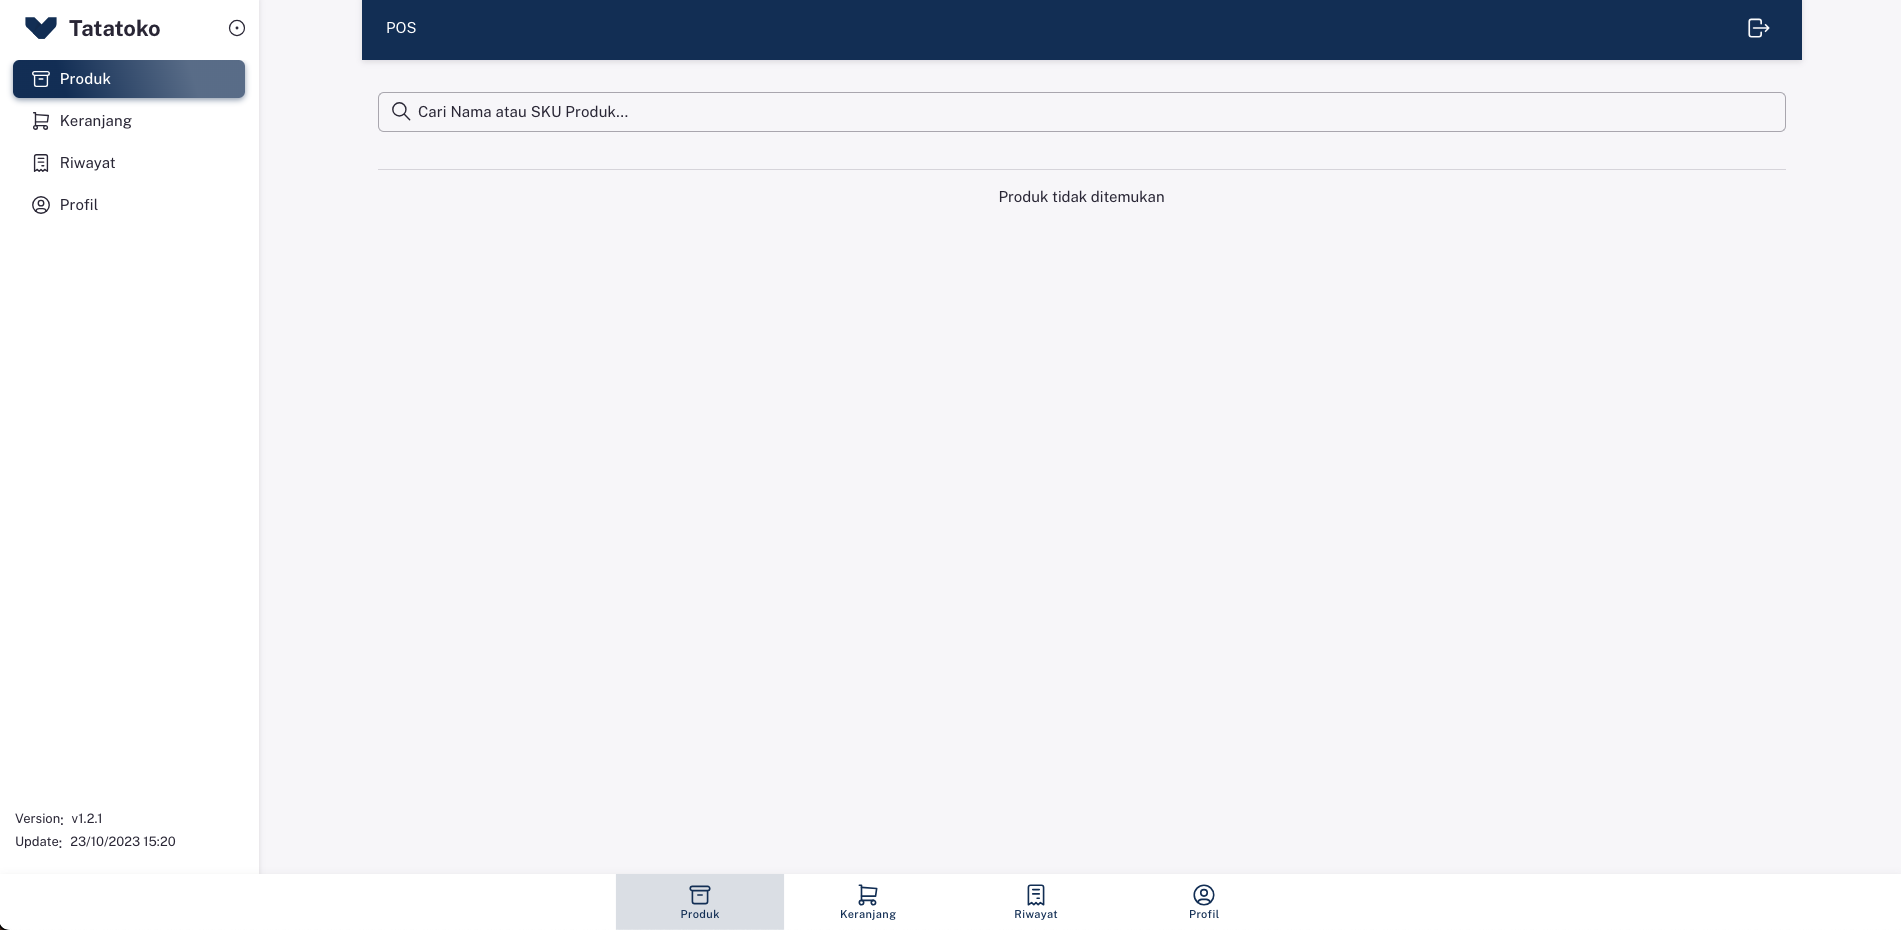 Tatatoko
Produk
Keranjang
Riwayat
Profil
Version: v1.2.1
Update: 23/10/2023 15:20
POS
Cari Nama atau SKU Produk...
Produk tidak ditemukan
Produk
Keranjang
Riwayat
Profil